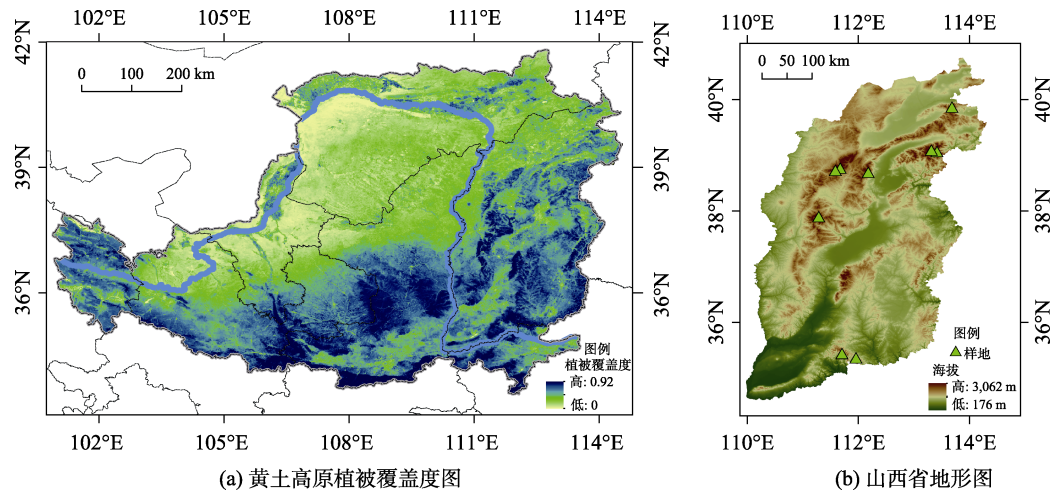 102°E 105°E 108°E 111°E 114°E
42°N
39°N
36°N
0 100 200 km
42°N
39°N
36°N
图例
植被覆盖度
高: 0.92
低: 0
102°E 105°E 108°E 111°E 114°E
(a) 黄土高原植被覆盖度图
110°E 112°E 114°E
0 50 100 km
40°N
38°N
36°N
40°N
38°N
36°N
图例
样地
海拔
高: 3,062 m
低: 176 m
110°E 112°E 114°E
(b) 山西省地形图